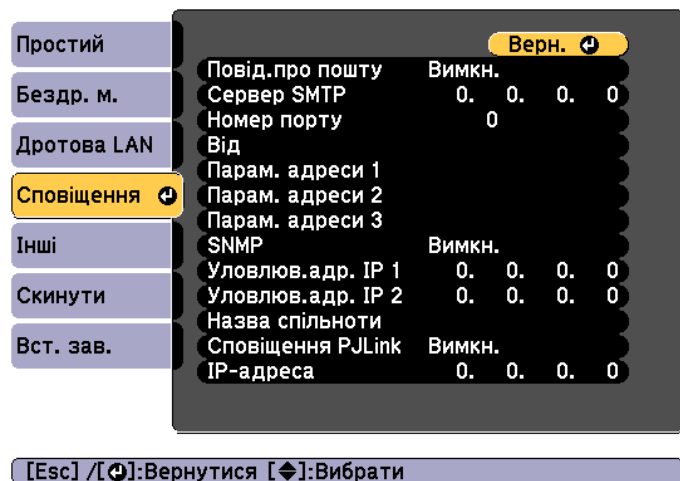 Простий
Бездр. м.
Дротова LAN
Сповіщення
Інші
Скинути
Вст. зав.
Верн.
Повід.про пошту Вимкн.
Сервер SMTP 0. 0. 0. 0
Номер порту 0
Від
Парам. адреси 1
Парам. адреси 2
Парам. адреси 3
SNMP Вимкн.
Уловлюв.адр. IP 1 0. 0. 0. 0
Уловлюв.адр. IP 2 0. 0. 0. 0
Назва спільноти
Сповіщення PJLink Вимкн.
IP-адреса 0. 0. 0. 0
[Esc] /[⏎]:Вернутися [◆]:Вибрати